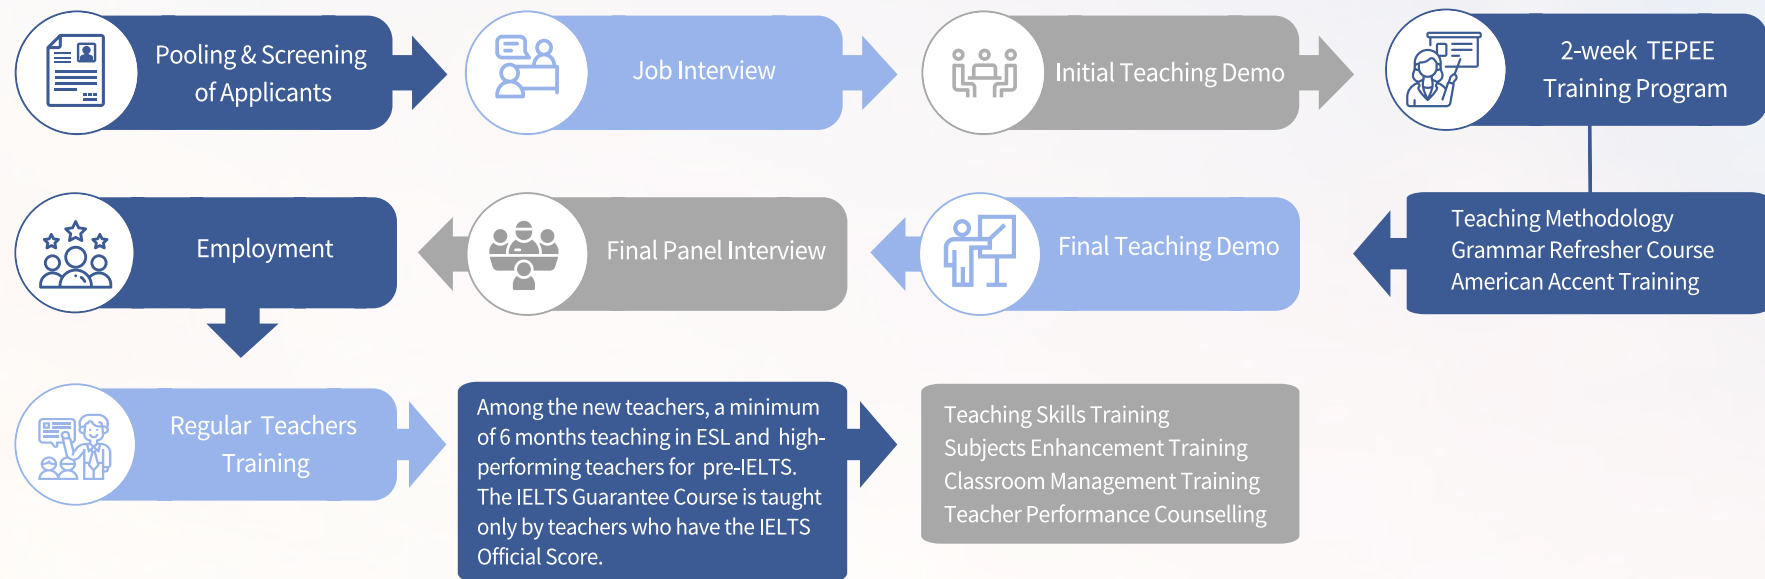 Pooling & Screening
of Applicants
Job Interview
Initial Teaching Demo
2-week TEPEE
Training Program
Teaching Methodology
Grammar Refresher Course
American Accent Training
Final Teaching Demo
Final Panel Interview
Employment
Regular Teachers
Training
Among the new teachers, a minimum
of 6 months teaching in ESL and high-
performing teachers for pre-IELTS.
The IELTS Guarantee Course is taught
only by teachers who have the IELTS
Official Score.
Teaching Skills Training
Subjects Enhancement Training
Classroom Management Training
Teacher Performance Counselling